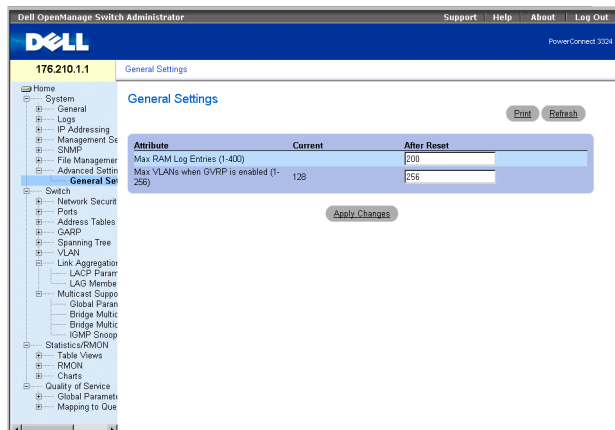 Dell OpenManage Switch Administrator
Support Help About Log Out
DELL
PowerConnect 3324
176.210.1.1
General Settings
Home
System
General
Logs
IP Addressing
Management Se
SNMP
File Managemer
Advanced Settin
General Set
Switch
Network Securit
Ports
Address Tables
GARP
Spanning Tree
VLAN
Link Aggregation
LACP Param
LAG Membe
Multicast Suppo
Global Paran
Bridge Multic
Bridge Multic
IGMP Snoop
Statistics/RMON
Table Views
RMON
Charts
Quality of Service
Global Paramete
Mapping to Que
General Settings
Print Refresh
Attribute Current After Reset
Max RAM Log Entries (1-400) 200
Max VLANs when GVRP is enabled (1-
256) 128 256
Apply Changes